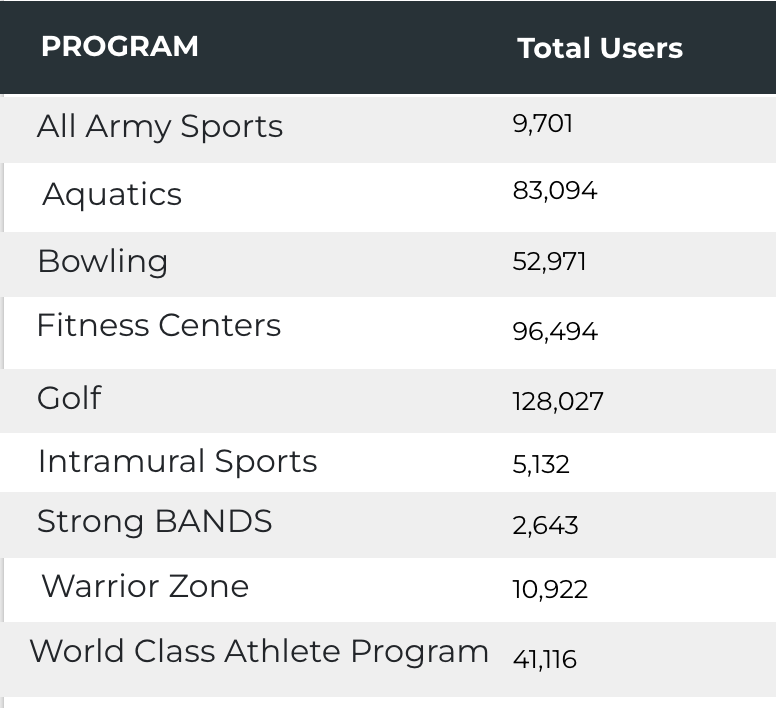 PROGRAM Total Users
All Army Sports 9,701
Aquatics 83,094
Bowling 52,971
Fitness Centers 96,494
Golf 128,027
Intramural Sports 5,132
Strong BANDS 2,643
Warrior Zone 10,922
World Class Athlete Program 41,116